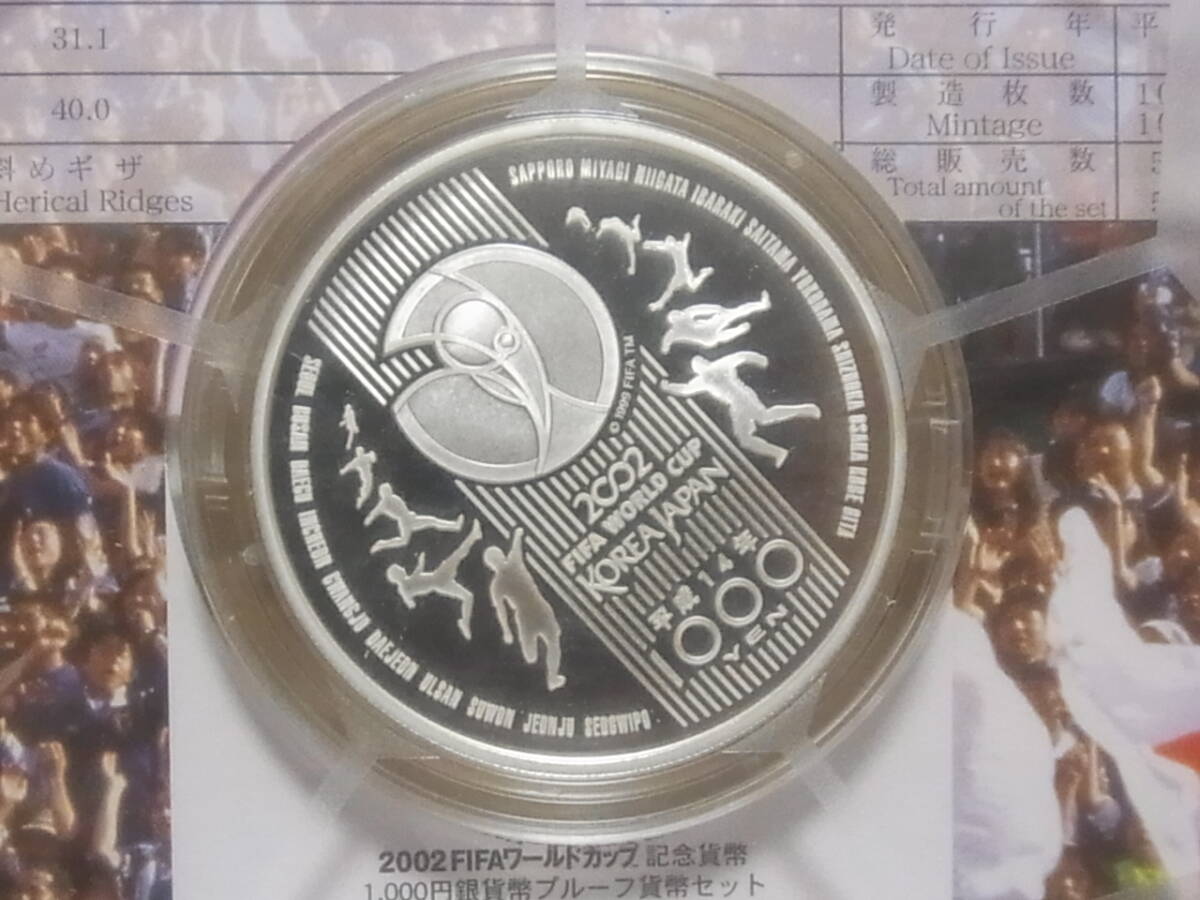 31.1
40.0
斜めギザ
Herical Ridges
発行年 平
Date of Issue
製造枚数
Mintage
総販売数
Total amount
of the set
SAPPORO MIYAGI NIIGATA IBARAKI SAITAMA YOKOHAMA SHIZUOKA OSAKA KOBE OITA
© 1999 FIFA TM
2002
FIFA WORLD CUP
KOREA JAPAN
平成14年
1000
YEN
SEOUL BUSAN DAEGU INCHEON GWANGJU DAEJEON ULSAN SUWON JEONJU SEOGWIPO
2002FIFAワールドカップ記念貨幣
1,000円銀貨幣プルーフ貨幣セット